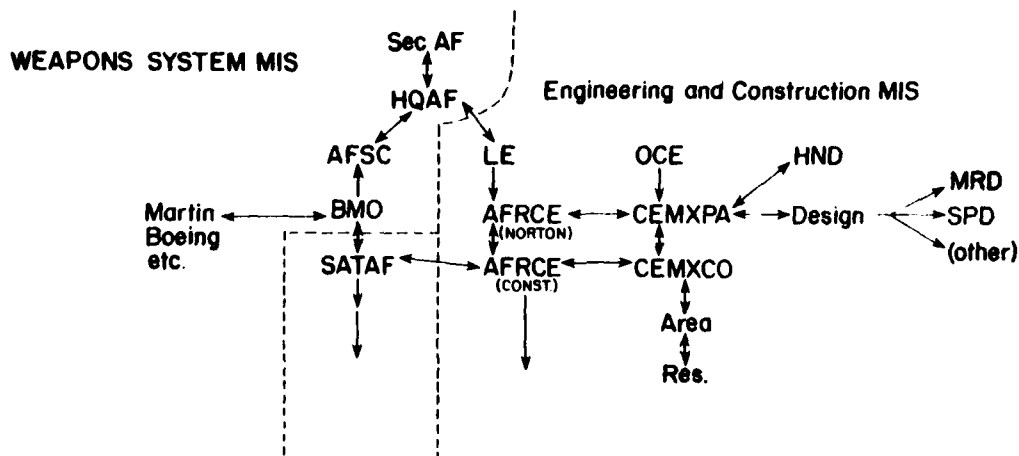 Sec AF
WEAPONS SYSTEM MIS
HQAF
Engineering and Construction MIS
AFSC
LE
OCE
HND
MRD
Martin
Boeing
etc.
BMO
AFRCE
(NORTON)
CEMXPA
Design
SPD
(other)
SATAF
AFRCE
(CONST.)
CEMXCO
Area
Res.